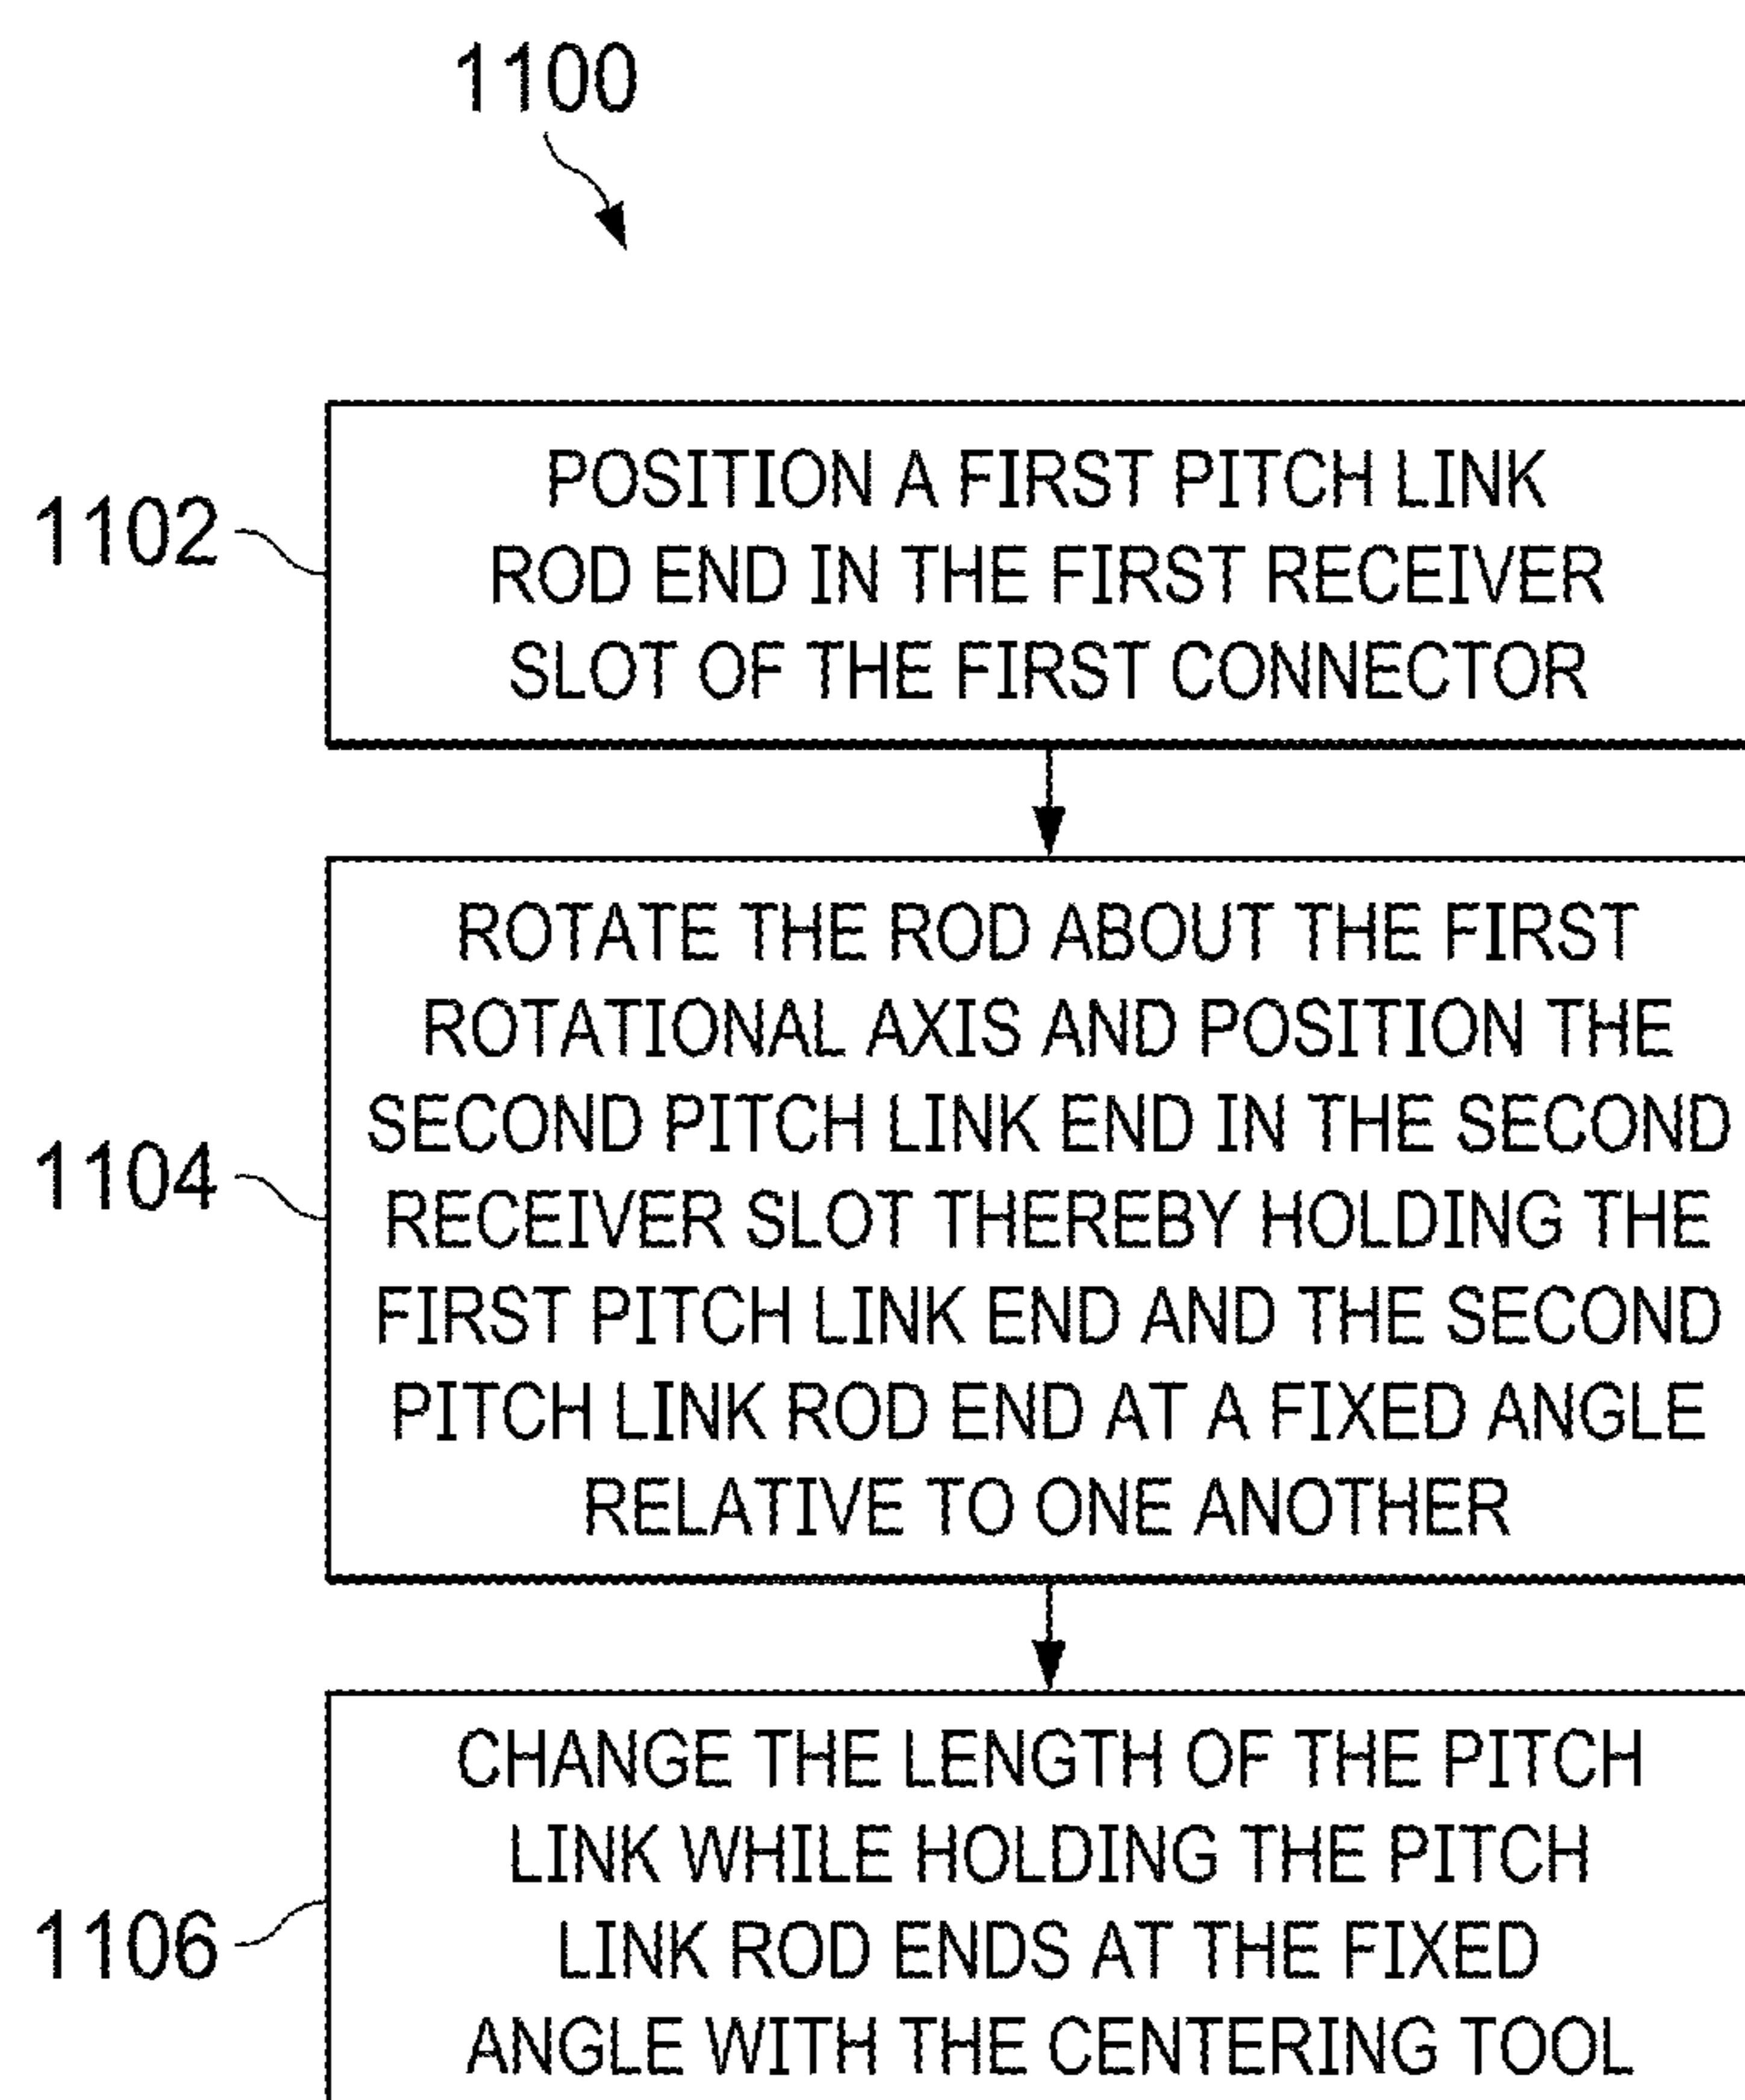 1100
1102
POSITION A FIRST PITCH LINK
ROD END IN THE FIRST RECEIVER
SLOT OF THE FIRST CONNECTOR
1104
ROTATE THE ROD ABOUT THE FIRST
ROTATIONAL AXIS AND POSITION THE
SECOND PITCH LINK END IN THE SECOND
RECEIVER SLOT THEREBY HOLDING THE
FIRST PITCH LINK END AND THE SECOND
PITCH LINK ROD END AT A FIXED ANGLE
RELATIVE TO ONE ANOTHER
1106
CHANGE THE LENGTH OF THE PITCH
LINK WHILE HOLDING THE PITCH
LINK ROD ENDS AT THE FIXED
ANGLE WITH THE CENTERING TOOL